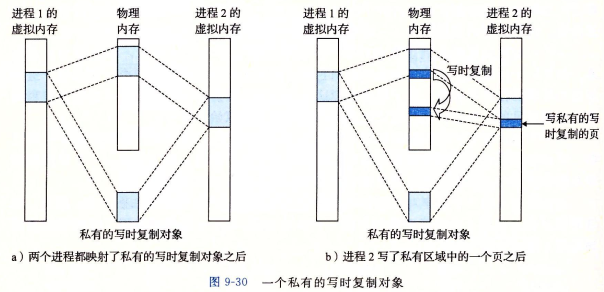 进程1的
虚拟内存
物理
内存
进程2的
虚拟内存
私有的写时复制对象
a）两个进程都映射了私有的写时复制对象之后
进程1的
虚拟内存
物理
内存
进程2的
虚拟内存
写时复制
写私有的写
时复制的页
私有的写时复制对象
b）进程2写了私有区域中的一个页之后
图 9-30 一个私有的写时复制对象